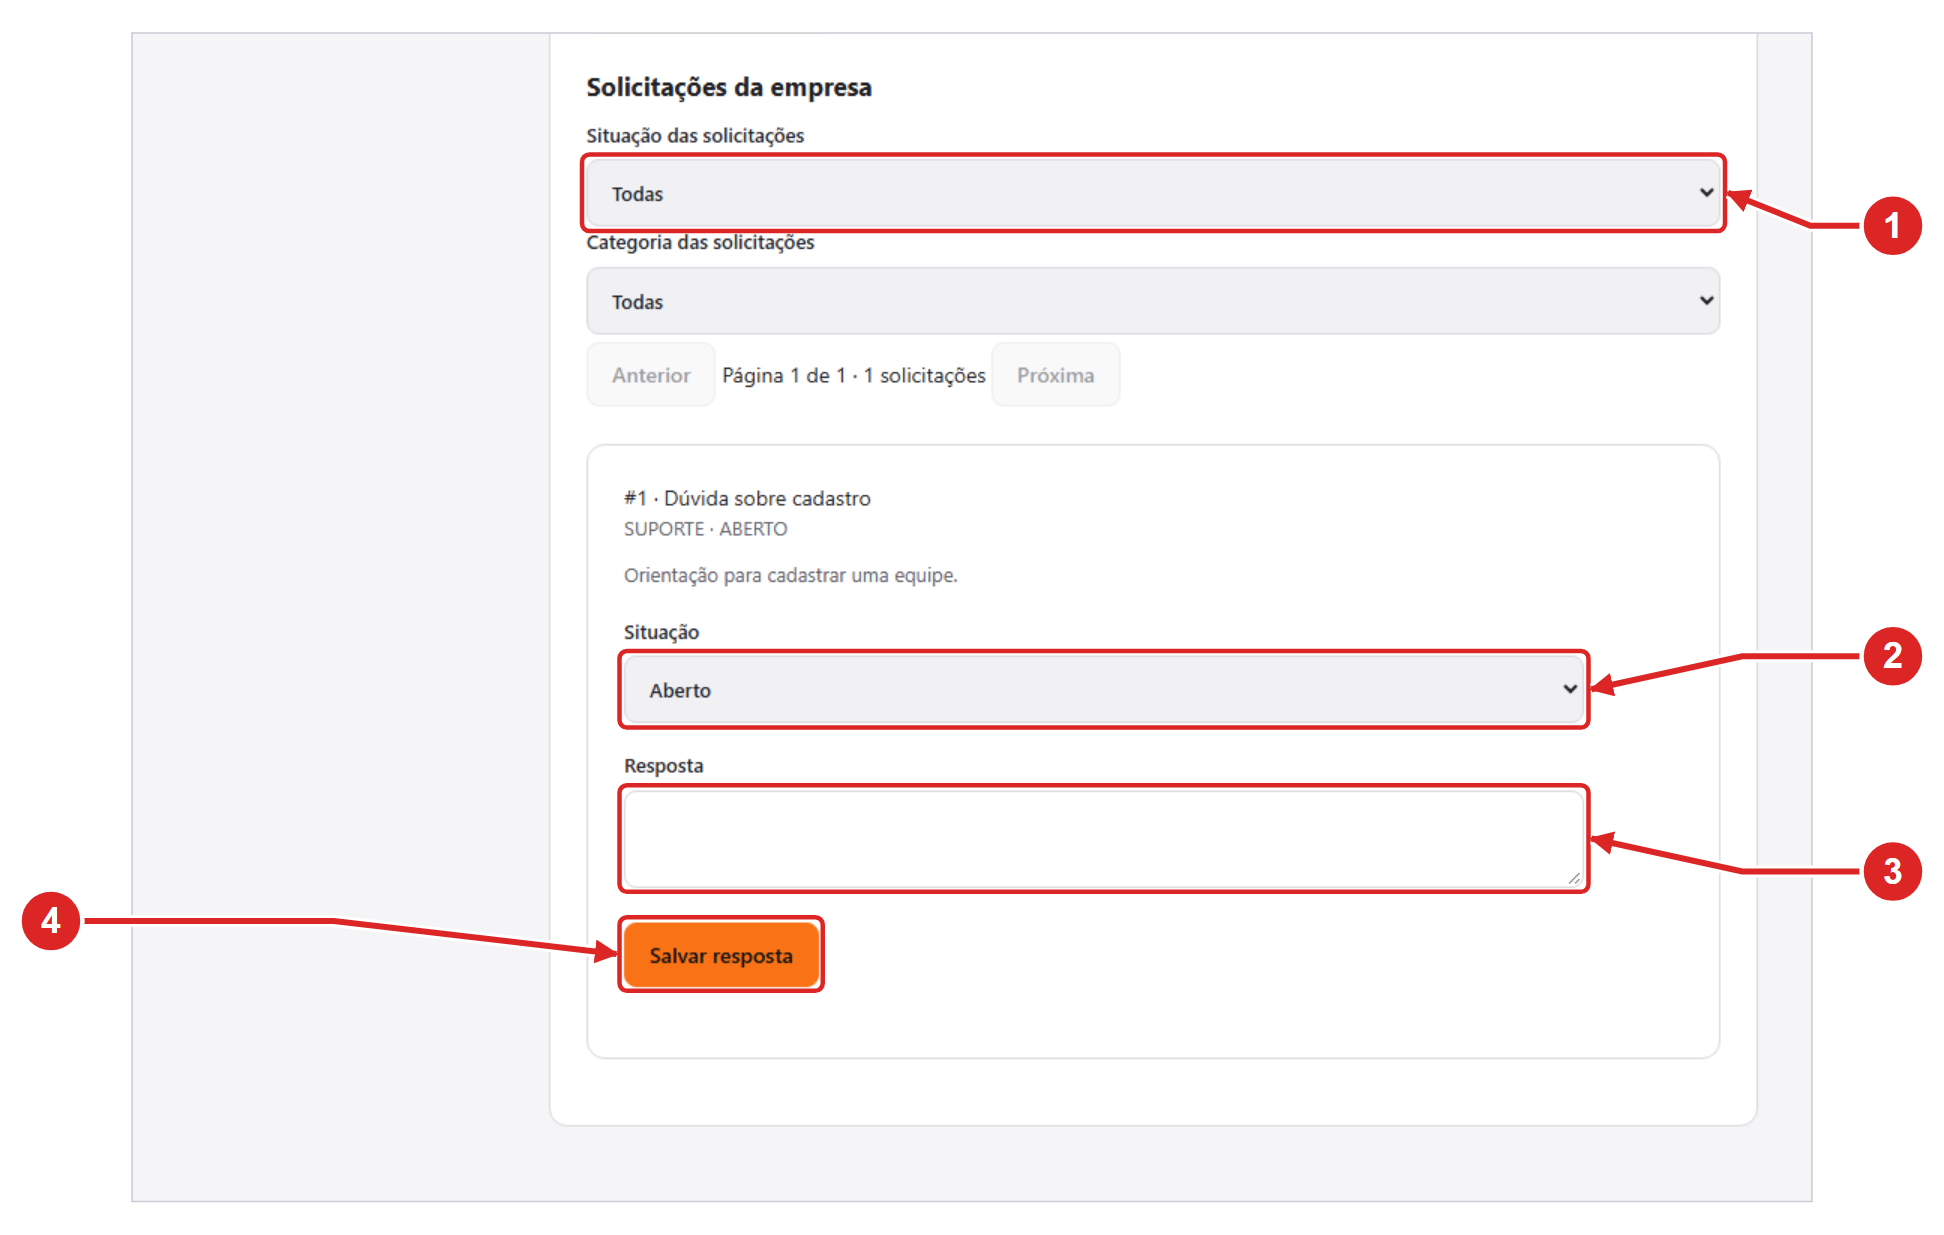 Solicitações da empresa
Situação das solicitações
Todas
1
Categoria das solicitações
Todas
Anterior Página 1 de 1 · 1 solicitações Próxima
#1 · Dúvida sobre cadastro
SUPORTE · ABERTO
Orientação para cadastrar uma equipe.
Situação
Aberto
2
Resposta
3
4
Salvar resposta